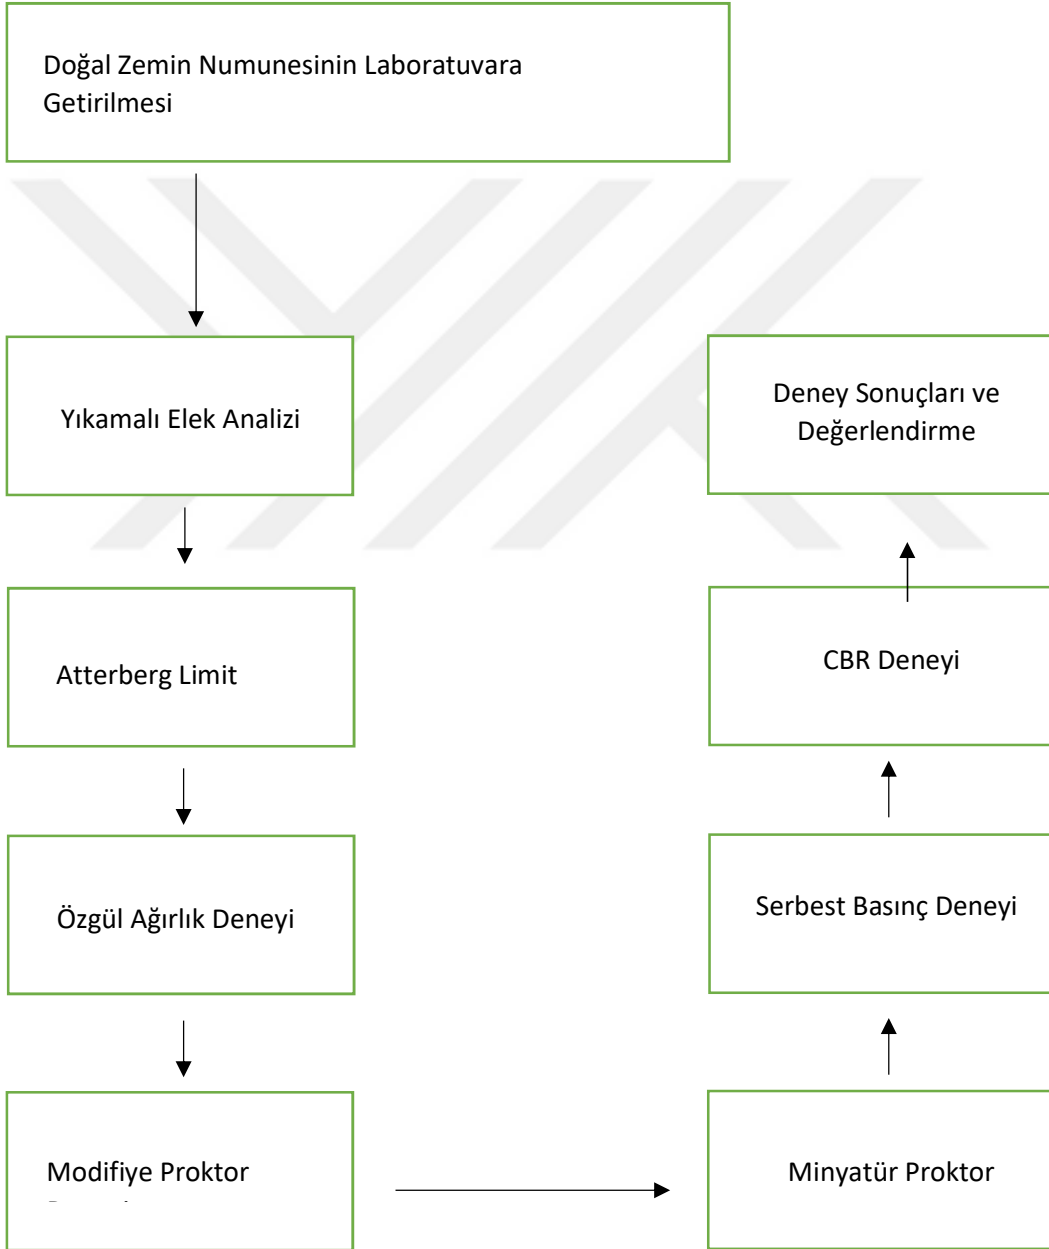 Doğal Zemin Numunesinin Laboratuvara
Getirilmesi
Yıkamalı Elek Analizi
Atterberg Limit
Özgül Ağırlık Deneyi
Modifiye Proktor
Minyatür Proktor
Serbest Basınç Deneyi
CBR Deneyi
Deney Sonuçları ve
Değerlendirme